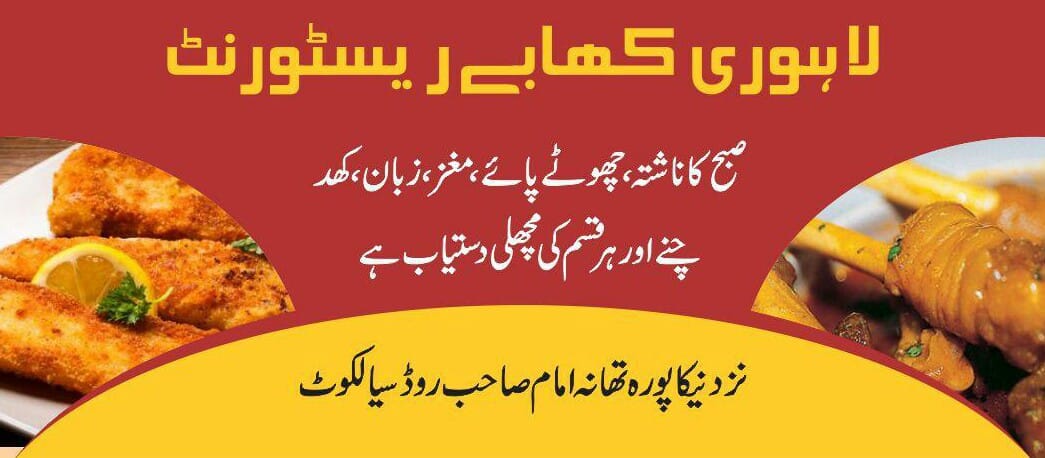 لاہوری کھابے ریسٹورنٹ
صبح کا ناشتہ، چھوٹے پائے، مغز، زبان، کھد
چنے اور ہر قسم کی مچھلی دستیاب ہے
نزد نیکا پورہ تھانہ امام صاحب روڈ سیالکوٹ